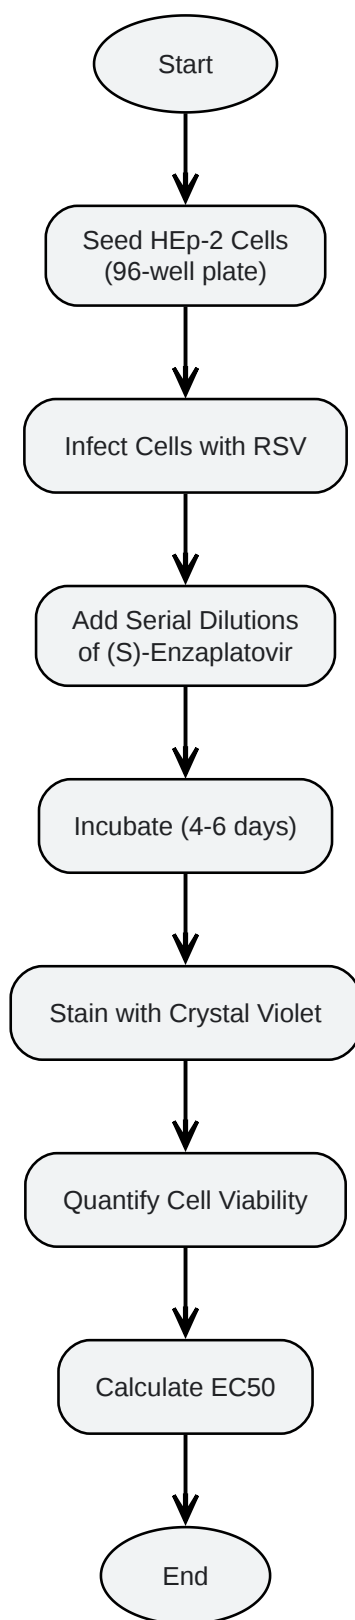 Start
Seed HEp-2 Cells
(96-well plate)
Infect Cells with RSV
Add Serial Dilutions
of (S)-Enzaplatovir
Incubate (4-6 days)
Stain with Crystal Violet
Quantify Cell Viability
Calculate EC50
End